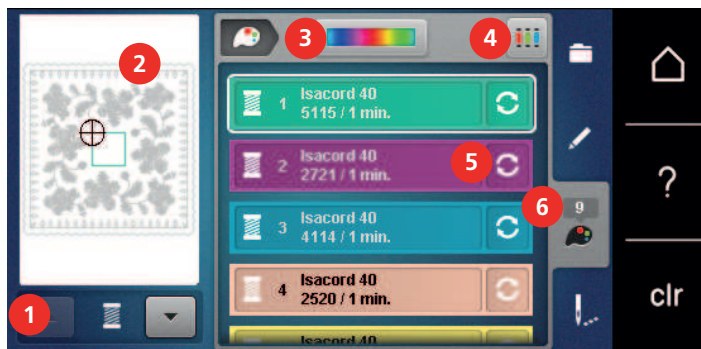 2
3
4
1 Isacord 40
5115 / 1 min.
5
2 Isacord 40
2721 / 1 min.
6
9
3 Isacord 40
4114 / 1 min.
?
4 Isacord 40
2520 / 1 min.
1
clr
Isacord 40